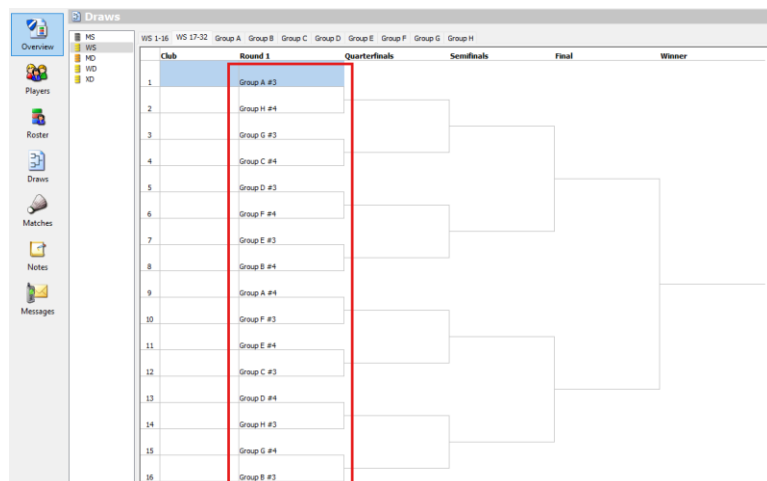 Draws
Overview
Players
Roster
Draws
Matches
Notes
Messages
MS
WS
MD
WD
XD
WS 1-16 WS 17-32 Group A Group B Group C Group D Group E Group F Group G Group H
Club Round 1 Quarterfinals Semifinals Final Winner
1 Group A #3
2 Group H #4
3 Group G #3
4 Group C #4
5 Group D #3
6 Group F #4
7 Group E #3
8 Group B #4
9 Group A #4
10 Group F #3
11 Group E #4
12 Group C #3
13 Group D #4
14 Group H #3
15 Group G #4
16 Group B #3